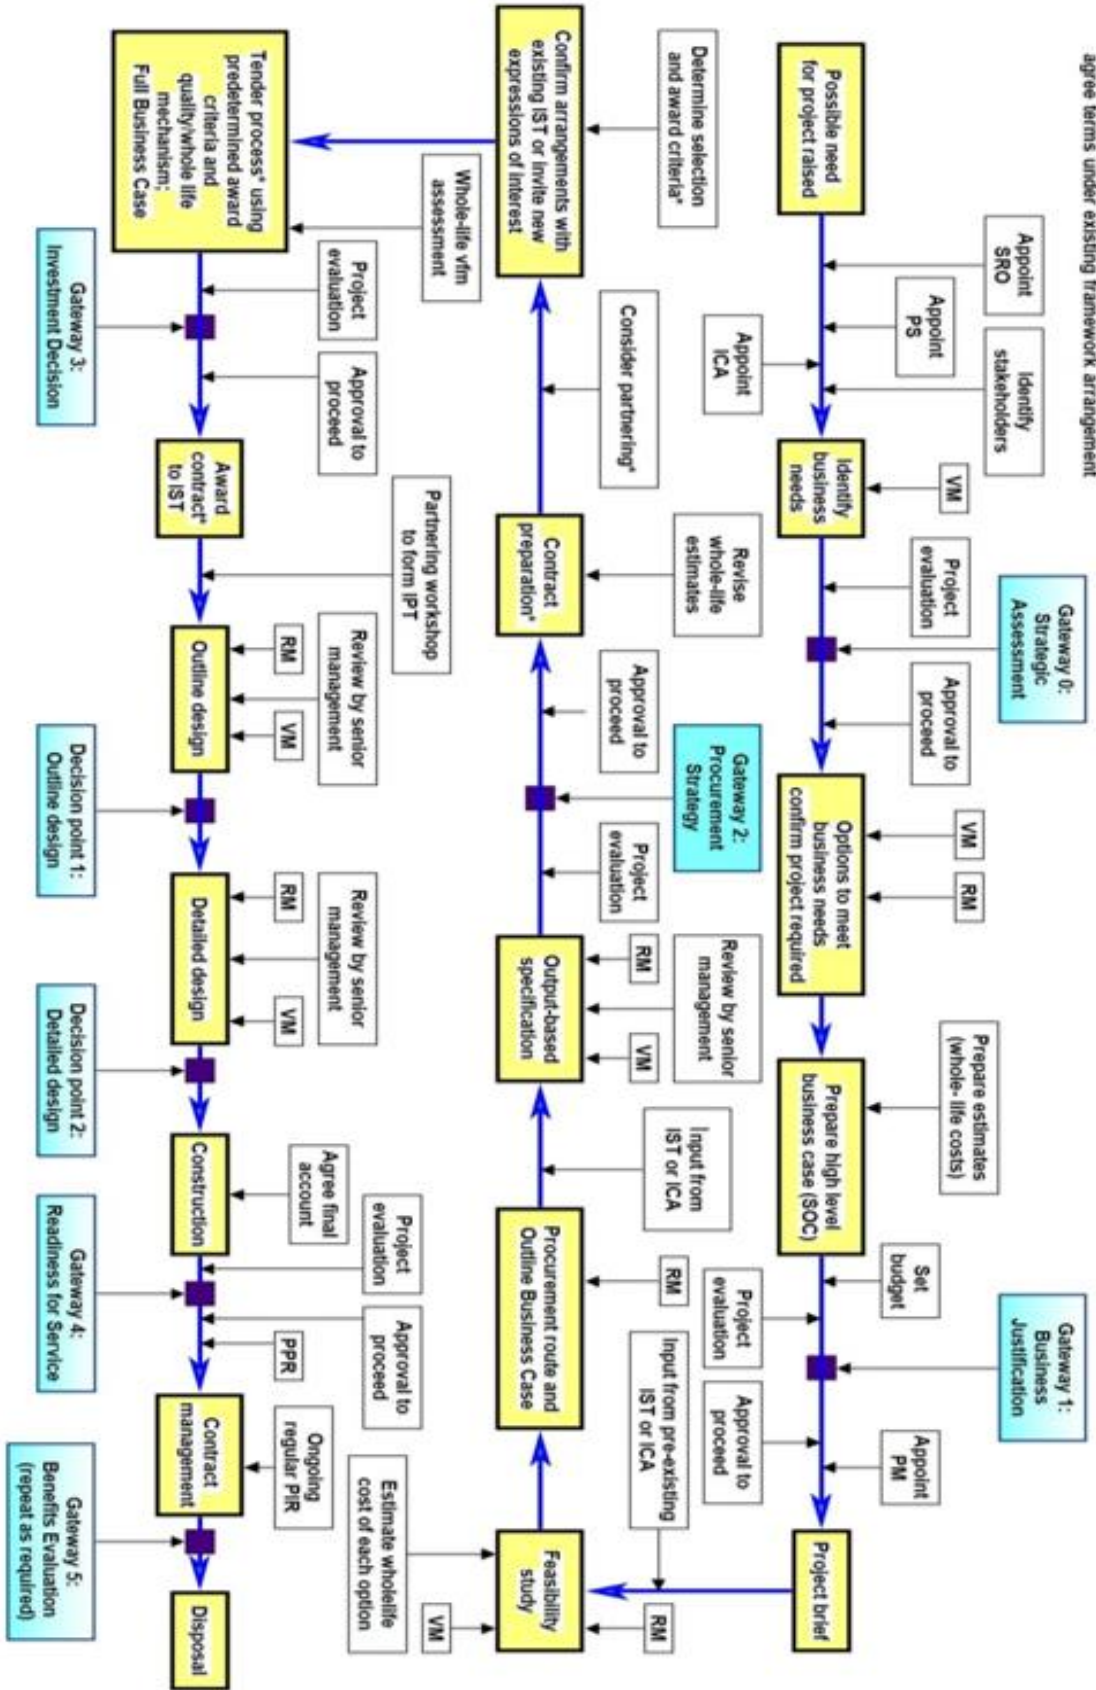 agree terms under existing framework arrangement
Possible need
for project raised
Appoint
SRO
Appoint
PS
Appoint
ICA
Identify
stakeholders
Identify
business
needs
VM
Project
evaluation
Gateway 0:
Strategic
Assessment
Approval to
proceed
Options to meet
business needs
confirm project required
VM
RM
Prepare high level
business case (SOC)
Prepare estimates
(whole- life costs)
Set
budget
Project
evaluation
Gateway 1:
Business
Justification
Approval to
proceed
Appoint
PM
Project brief
Input from pre-existing
IST or ICA
RM
Feasibility
study
Estimate wholelife
cost of each option
VM
Procurement route and
Outline Business Case
RM
Input from
IST or ICA
Output-based
specification
RM
Review by senior
management
VM
Project
evaluation
Gateway 2:
Procurement
Strategy
Approval to
proceed
Contract
preparation*
Revise
whole-life
estimates
Consider partnering*
Confirm arrangements with
existing IST or invite new
expressions of interest
Determine selection
and award criteria*
Tender process* using
predetermined award
criteria and
quality/whole life
mechanism;
Full Business Case
Whole-life vfm
assessment
Project
evaluation
Gateway 3:
Investment Decision
Approval to
proceed
Award
contract*
to IST
Partnering workshop
to form IPT
Outline design
RM
Review by senior
management
VM
Decision point 1:
Outline design
Detailed design
RM
Review by senior
management
VM
Decision point 2:
Detailed design
Construction
Agree final
account
Project
evaluation
Gateway 4:
Readiness for Service
Approval to
proceed
PPR
Contract
management
Ongoing
regular PIR
Gateway 5:
Benefits Evaluation
(repeat as required)
Disposal